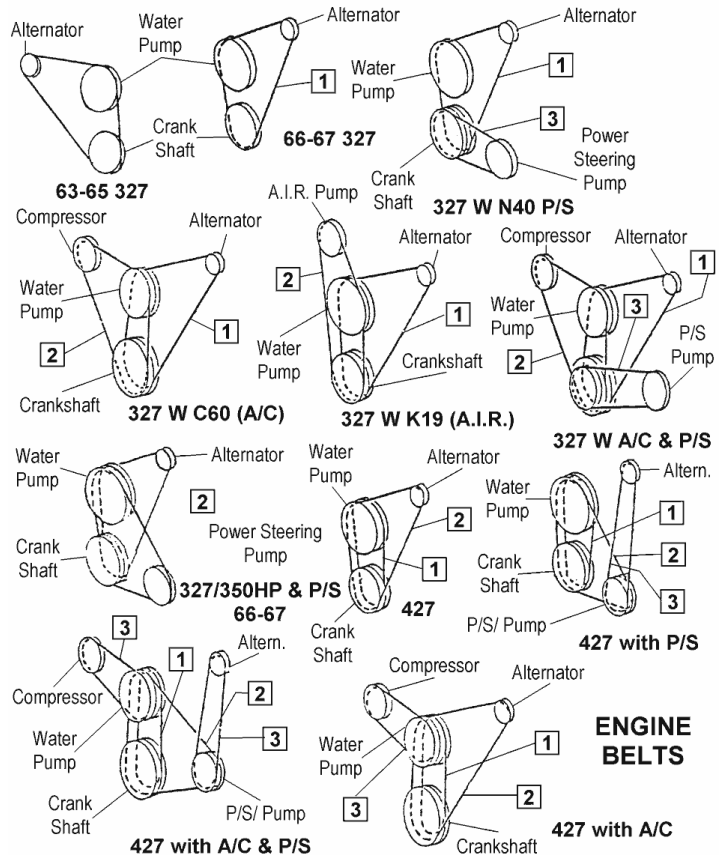 Alternator
Water
Pump
Crank
Shaft
63-65 327
Alternator
1
66-67 327
Alternator
Water
Pump
1
3
Crank
Shaft
Power
Steering
Pump
327 W N40 P/S
Compressor
Alternator
Water
Pump
1
2
Crankshaft
327 W C60 (A/C)
A.I.R. Pump
Alternator
2
1
Water
Pump
Crankshaft
327 W K19 (A.I.R.)
Compressor
Alternator
1
Water
Pump
3
P/S
Pump
2
327 W A/C & P/S
Water
Pump
Alternator
2
Crank
Shaft
Power Steering
Pump
327/350HP & P/S
66-67
Water
Pump
Alternator
2
1
Crank
Shaft
427
Altern.
Water
Pump
1
2
Crank
Shaft
3
P/S/ Pump
427 with P/S
3
1
Altern.
Compressor
2
Water
Pump
3
Crank
Shaft
P/S/ Pump
427 with A/C & P/S
Compressor
Alternator
Water
Pump
1
3
2
Crankshaft
427 with A/C
ENGINE
BELTS